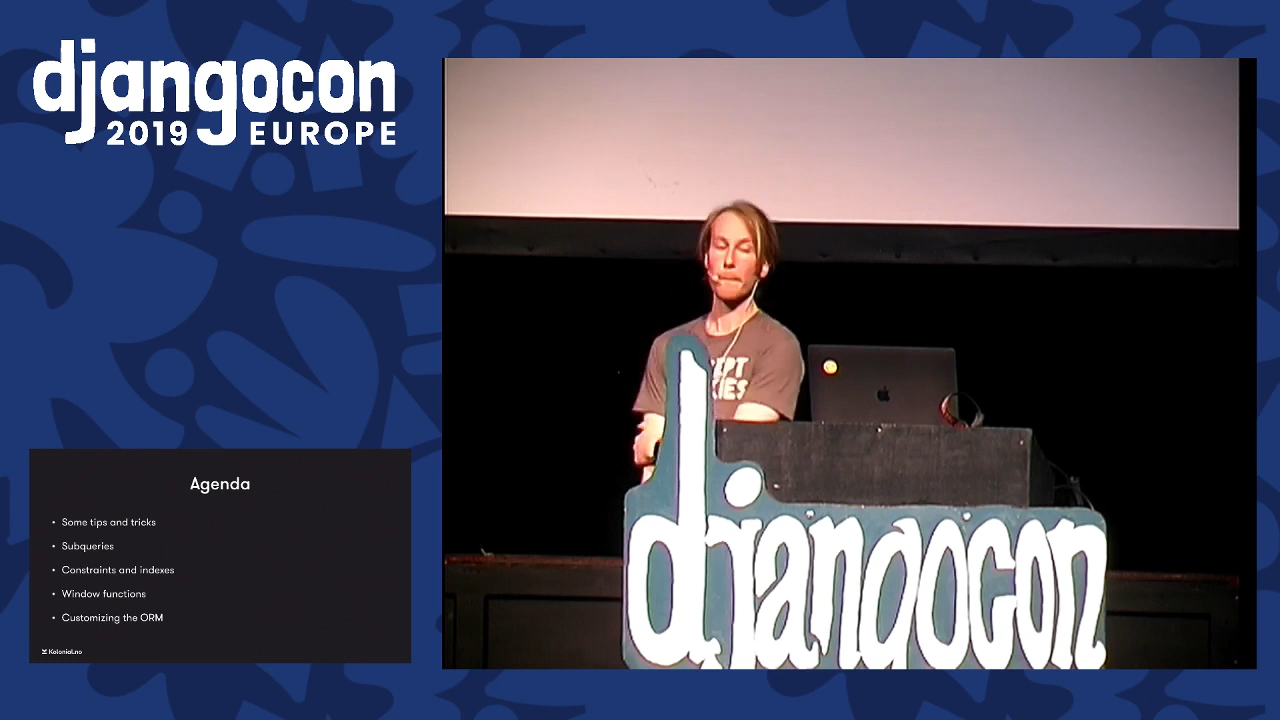 djangocon
2019 EUROPE
Agenda
• Some tips and tricks
• Subqueries
• Constraints and indexes
• Window functions
• Customizing the ORM
Kolonial.no
djangocon